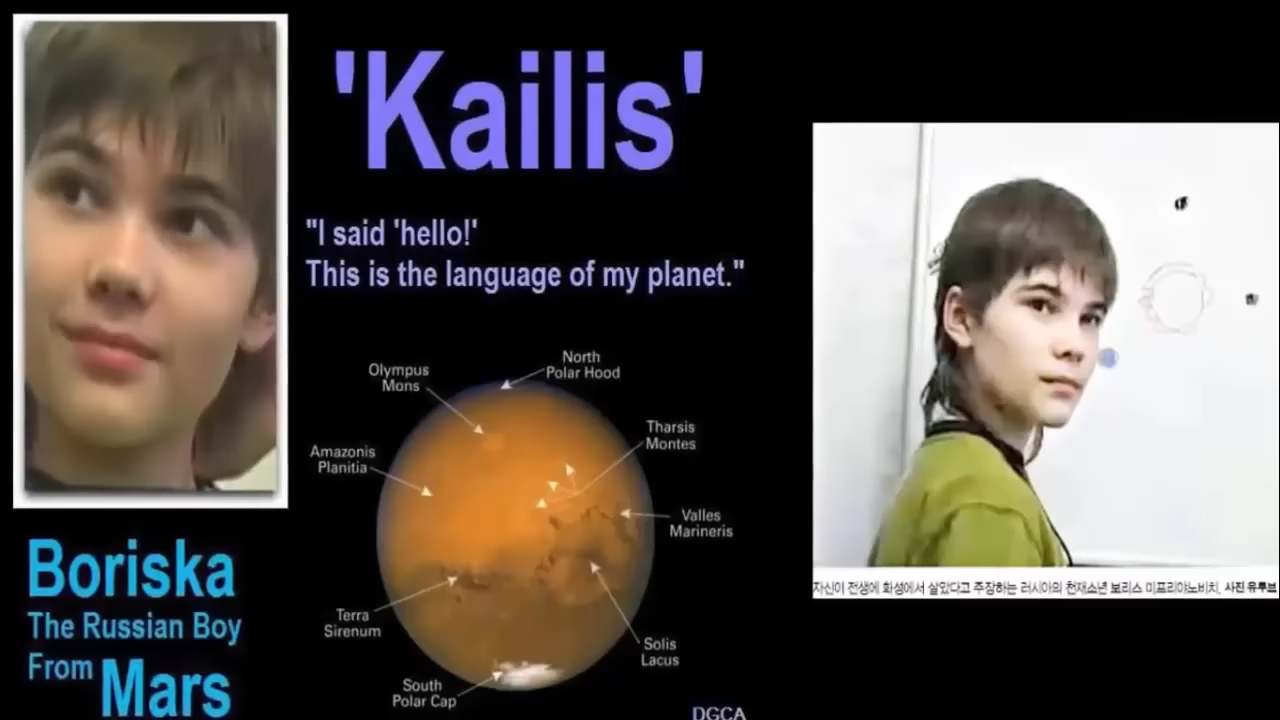 'Kailis'
"I said 'hello!'
This is the language of my planet."
Boriska
The Russian Boy
From Mars
North
Polar Hood
Olympus
Mons
Tharsis
Montes
Amazonis
Planitia
Valles
Marineris
Terra
Sirenum
Solis
Lacus
South
Polar Cap
DGCA
자신이 전생에 화성에서 살았다고 주장하는 러시아의 천재소년 보리스 미프리야노비치. 사진 유투브